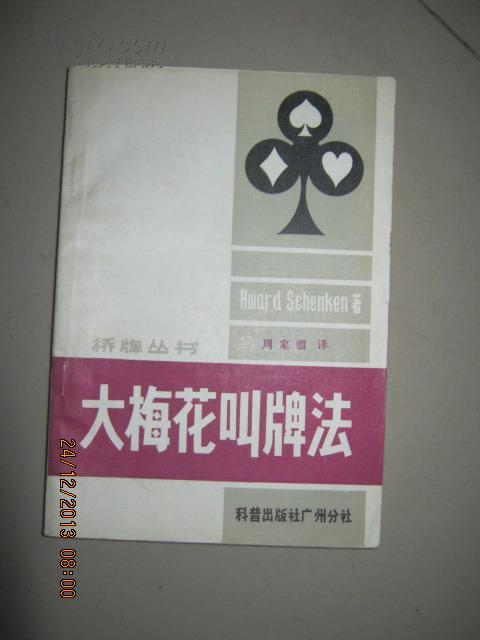 Hward Schenken 著
桥牌丛书
周家骝 译
大梅花叫牌法
科普出版社广州分社
24/12/2013 08:00